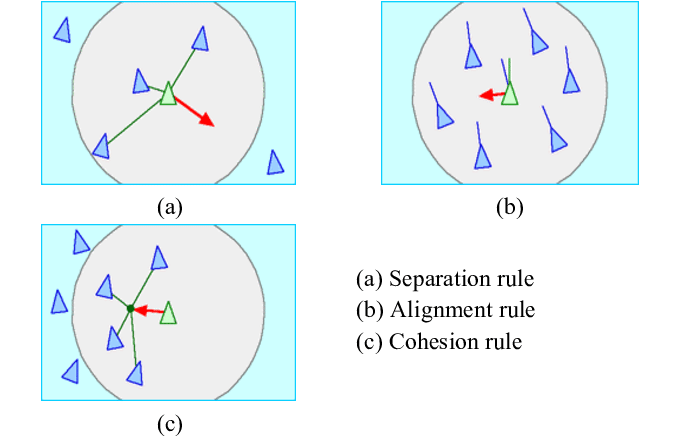 (a)
(b)
(a) Separation rule
(b) Alignment rule
(c) Cohesion rule
(c)